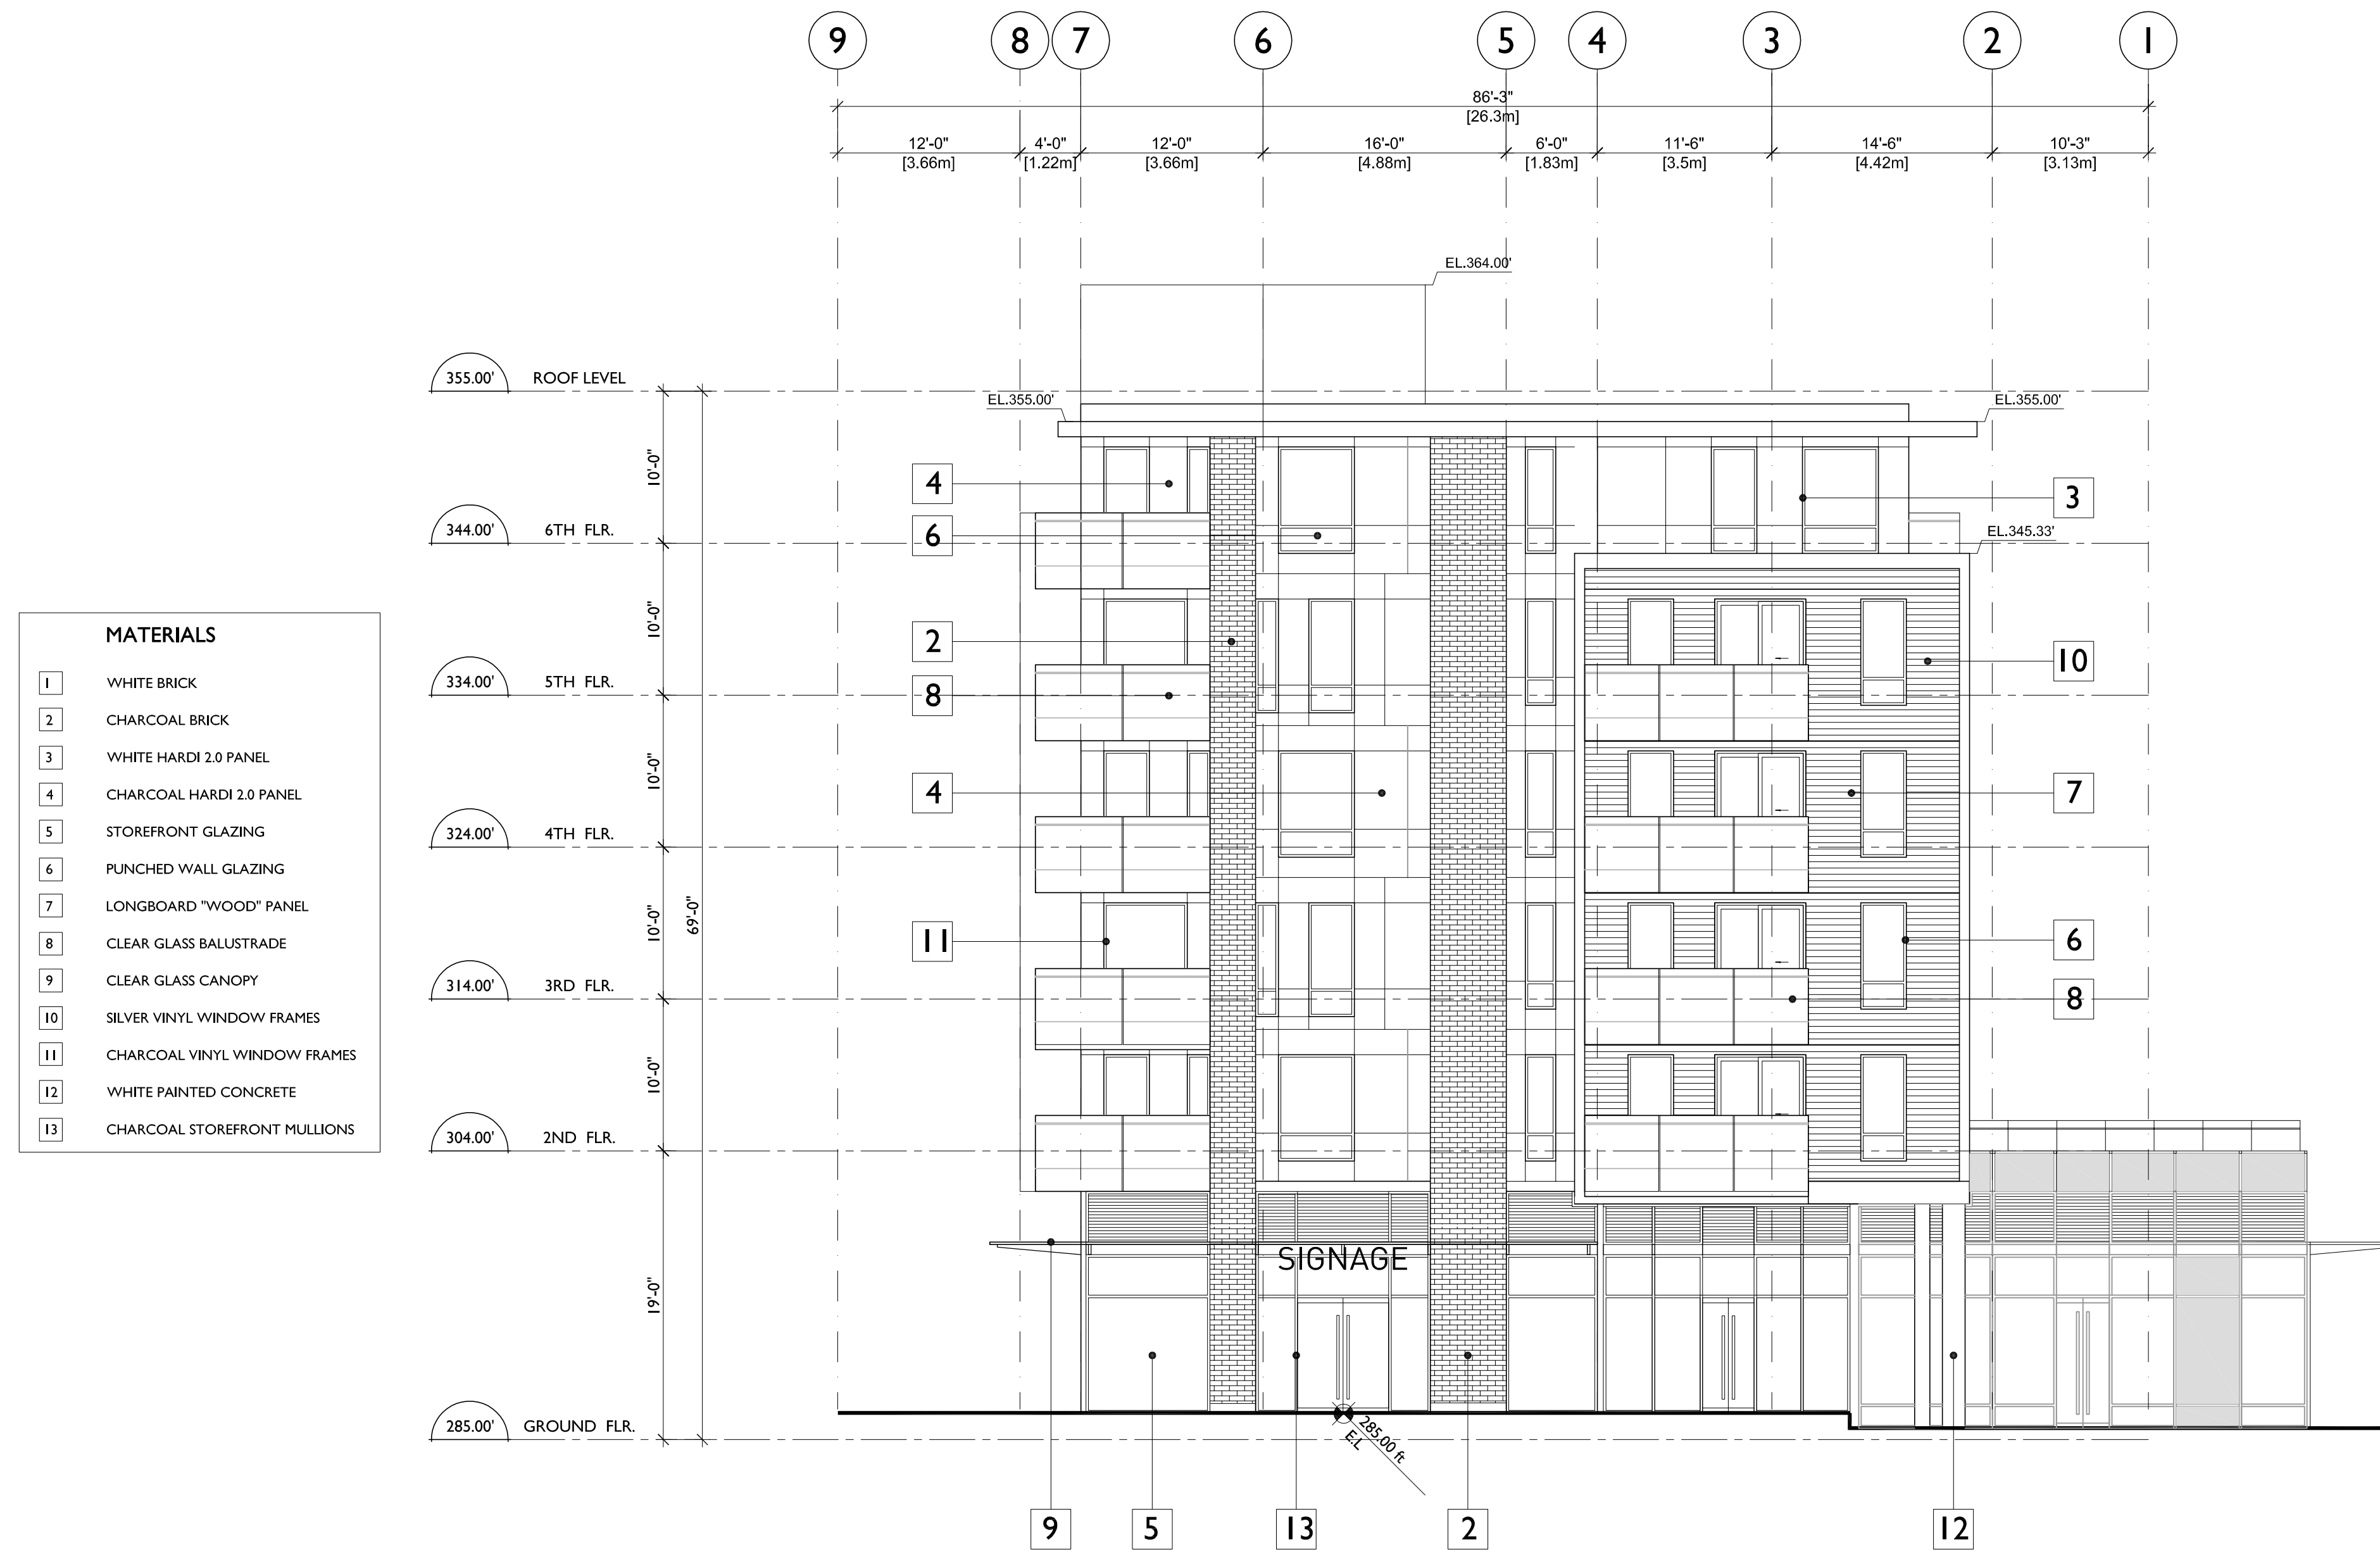 9 8 7 6 5 4 3 2 1
86'-3"
[26.3m]
12'-0" 4'-0" 12'-0" 16'-0" 6'-0" 11'-6" 14'-6" 10'-3"
[3.66m] [1.22m] [3.66m] [4.88m] [1.83m] [3.5m] [4.42m] [3.13m]
EL.364.00'
355.00' ROOF LEVEL
EL.355.00' EL.355.00'
10'-0"
4 3
344.00' 6TH FLR.
6
EL.345.33'
10'-0"
2 10
334.00' 5TH FLR.
8
10'-0"
4 7
324.00' 4TH FLR.
10'-0"
69'-0"
11 6
314.00' 3RD FLR.
8
10'-0"
304.00' 2ND FLR.
19'-0"
SIGNAGE
285.00' GROUND FLR.
285.00 ft
E.L
9 5 13 2 12
MATERIALS
1 WHITE BRICK
2 CHARCOAL BRICK
3 WHITE HARDI 2.0 PANEL
4 CHARCOAL HARDI 2.0 PANEL
5 STOREFRONT GLAZING
6 PUNCHED WALL GLAZING
7 LONGBOARD "WOOD" PANEL
8 CLEAR GLASS BALUSTRADE
9 CLEAR GLASS CANOPY
10 SILVER VINYL WINDOW FRAMES
11 CHARCOAL VINYL WINDOW FRAMES
12 WHITE PAINTED CONCRETE
13 CHARCOAL STOREFRONT MULLIONS